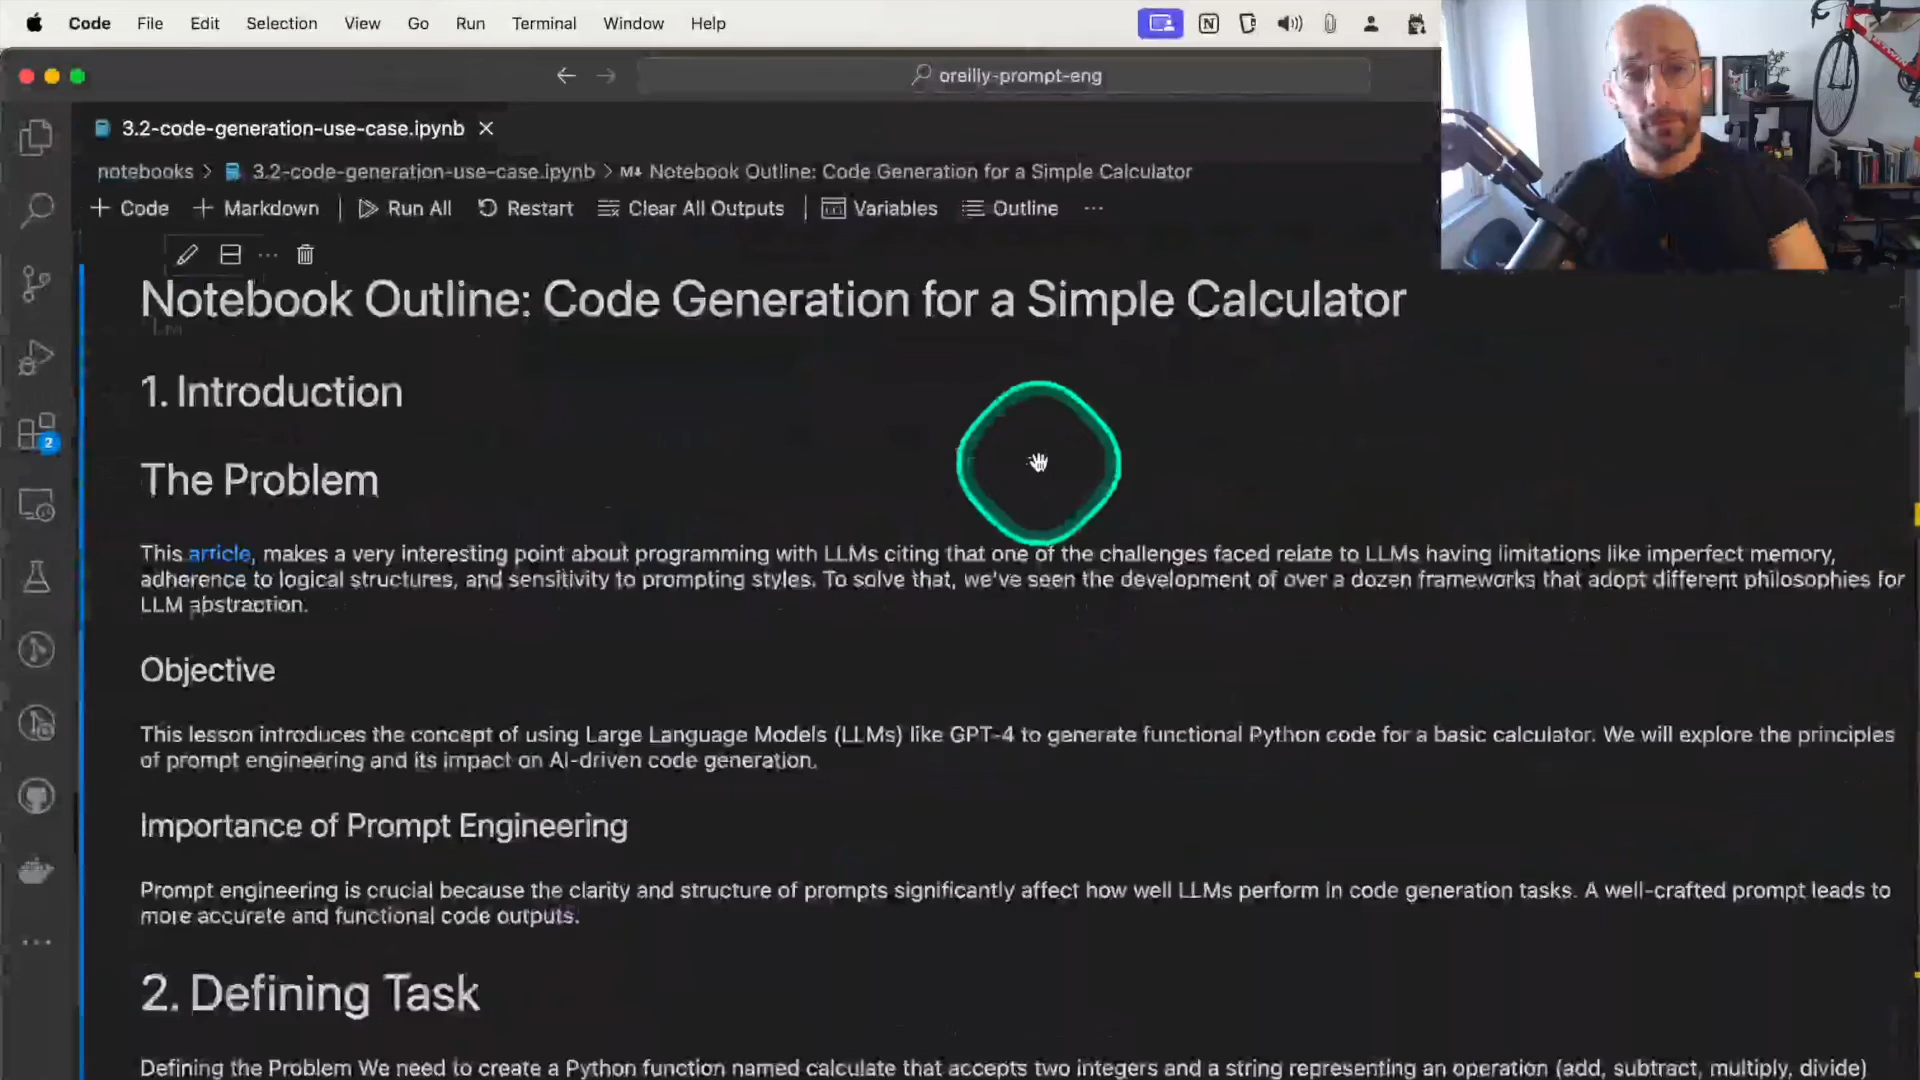 Code File Edit Selection View Go Run Terminal Window Help
oreilly-prompt-eng
3.2-code-generation-use-case.ipynb
notebooks > 3.2-code-generation-use-case.ipynb > M↓ Notebook Outline: Code Generation for a Simple Calculator
+ Code + Markdown Run All Restart Clear All Outputs Variables Outline ...
Notebook Outline: Code Generation for a Simple Calculator
1. Introduction
2
The Problem
This article, makes a very interesting point about programming with LLMs citing that one of the challenges faced relate to LLMs having limitations like imperfect memory,
adherence to logical structures, and sensitivity to prompting styles. To solve that, we've seen the development of over a dozen frameworks that adopt different philosophies for
LLM abstraction.
Objective
This lesson introduces the concept of using Large Language Models (LLMs) like GPT-4 to generate functional Python code for a basic calculator. We will explore the principles
of prompt engineering and its impact on AI-driven code generation.
Importance of Prompt Engineering
Prompt engineering is crucial because the clarity and structure of prompts significantly affect how well LLMs perform in code generation tasks. A well-crafted prompt leads to
more accurate and functional code outputs.
2. Defining Task
Defining the Problem We need to create a Python function named calculate that accepts two integers and a string representing an operation (add, subtract, multiply, divide)